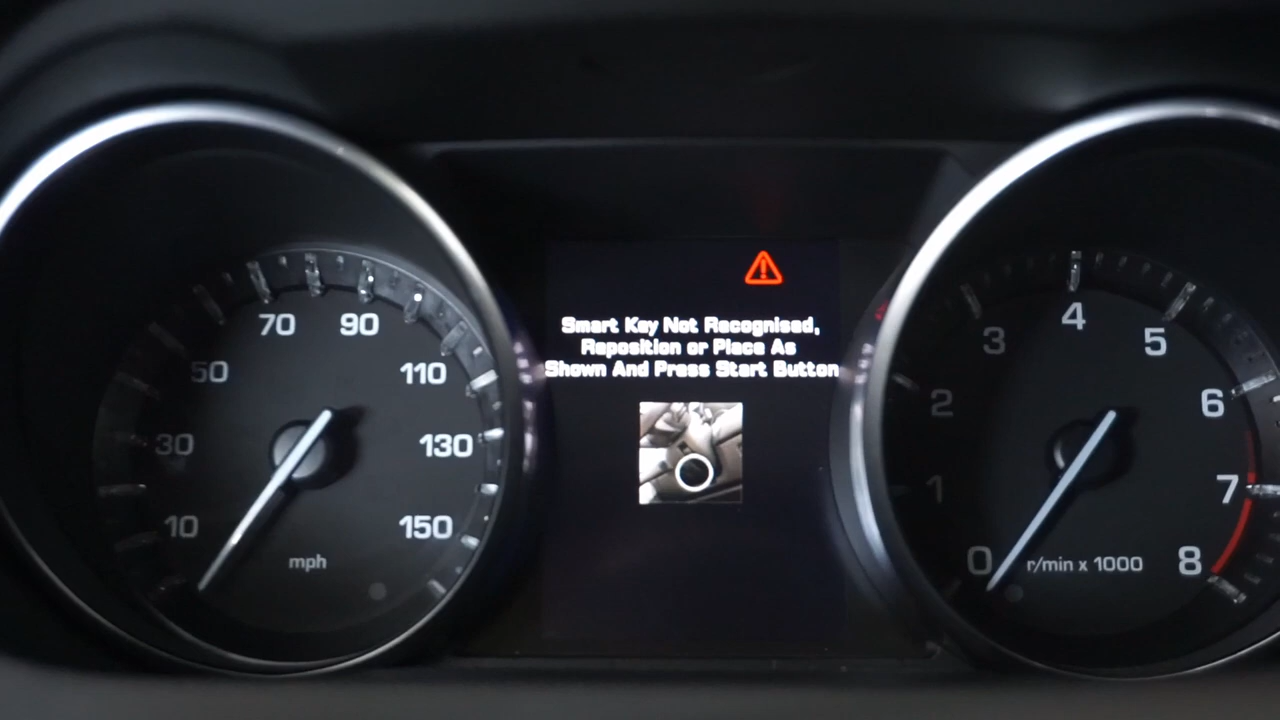 Smart Key Not Recognised,
Reposition or Place As
Shown And Press Start Button
70 90
50 110
30 130
10 150
mph
4
3 5
2 6
1 7
0 r/min x 1000 8